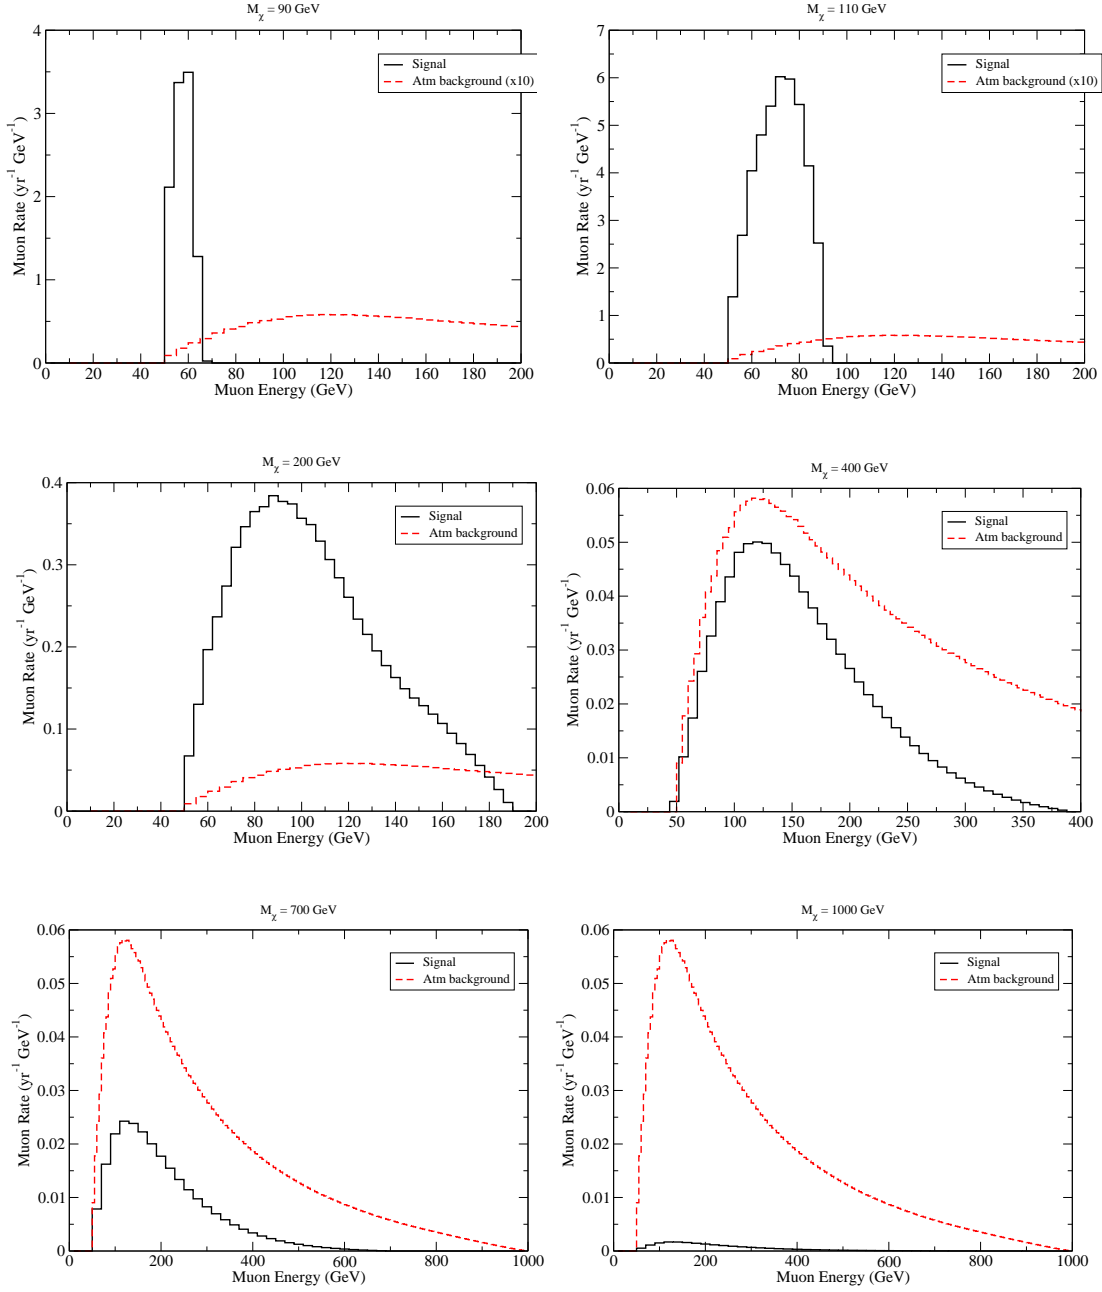 M_χ = 90 GeV
4
3
2
1
0
Muon Rate (yr^-1 GeV^-1)
Signal
Atm background (x10)
0 20 40 60 80 100 120 140 160 180 200
Muon Energy (GeV)
M_χ = 110 GeV
7
6
5
4
3
2
1
0
Muon Rate (yr^-1 GeV^-1)
Signal
Atm background (x10)
0 20 40 60 80 100 120 140 160 180 200
Muon Energy (GeV)
M_χ = 200 GeV
0.4
0.3
0.2
0.1
0
Muon Rate (yr^-1 GeV^-1)
Signal
Atm background
0 20 40 60 80 100 120 140 160 180 200
Muon Energy (GeV)
M_χ = 400 GeV
0.06
0.05
0.04
0.03
0.02
0.01
0
Muon Rate (yr^-1 GeV^-1)
Signal
Atm background
0 50 100 150 200 250 300 350 400
Muon Energy (GeV)
M_χ = 700 GeV
0.06
0.05
0.04
0.03
0.02
0.01
0
Muon Rate (yr^-1 GeV^-1)
Signal
Atm background
0 200 400 600 800 1000
Muon Energy (GeV)
M_χ = 1000 GeV
0.06
0.05
0.04
0.03
0.02
0.01
0
Muon Rate (yr^-1 GeV^-1)
Signal
Atm background
0 200 400 600 800 1000
Muon Energy (GeV)